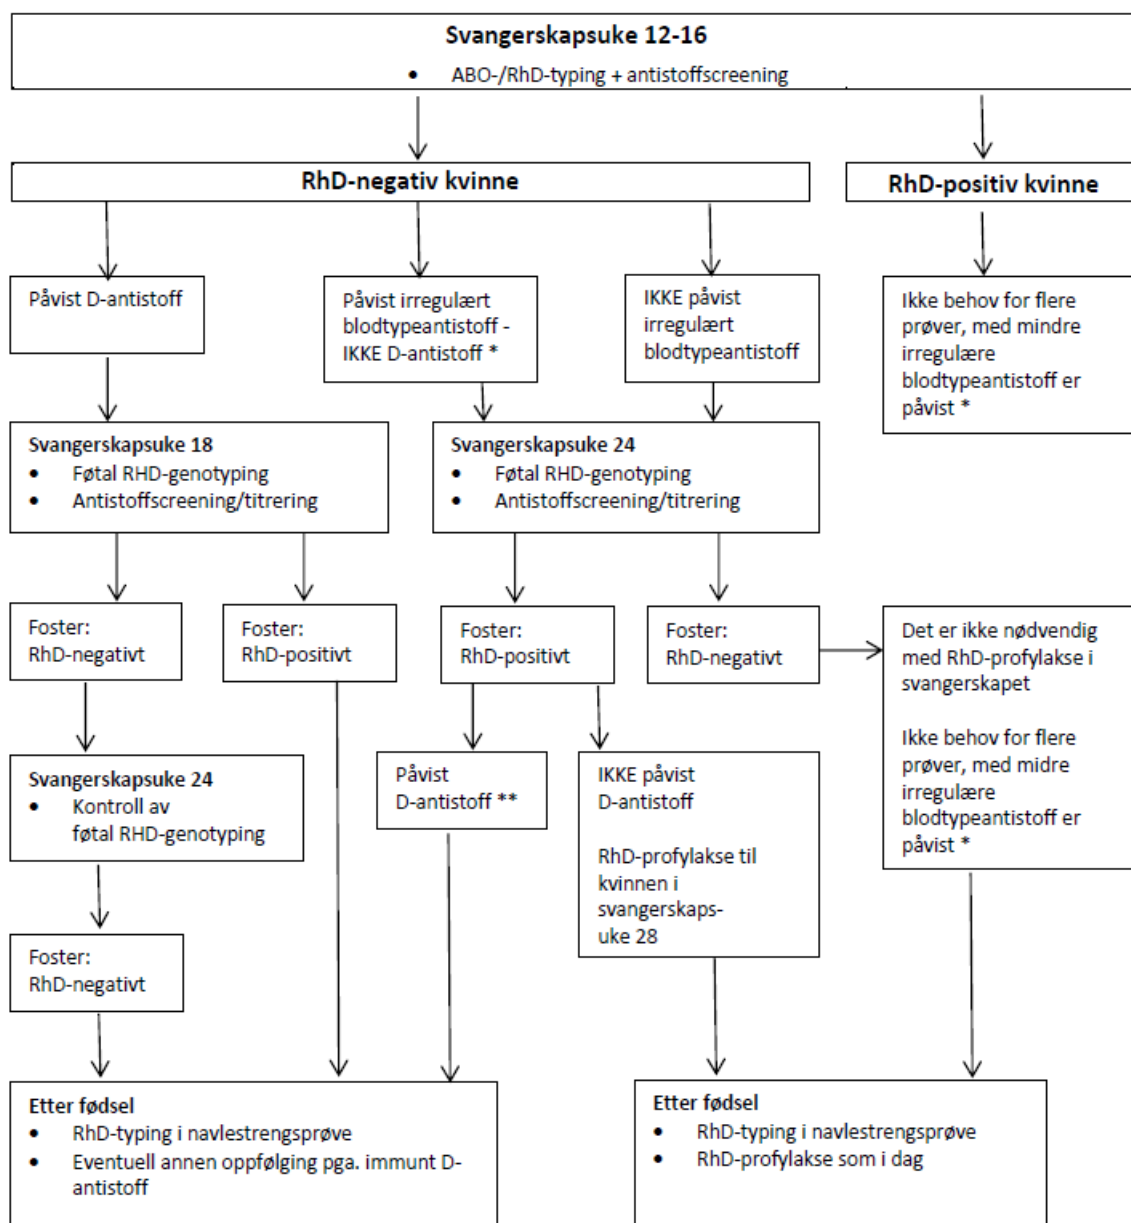 Svangerskapsuke 12-16
• ABO-/RhD-typing + antistoffscreening
RhD-negativ kvinne
RhD-positiv kvinne
Påvist D-antistoff
Påvist irregulært
blodtypeantistoff -
IKKE D-antistoff *
IKKE påvist
irregulært
blodtypeantistoff
Ikke behov for flere
prøver, med mindre
irregulære
blodtypeantistoff er
påvist *
Svangerskapsuke 18
• Føtal RHD-genotyping
• Antistoffscreening/titrering
Svangerskapsuke 24
• Føtal RHD-genotyping
• Antistoffscreening/titrering
Foster:
RhD-negativt
Foster:
RhD-positivt
Foster:
RhD-positivt
Foster:
RhD-negativt
Det er ikke nødvendig
med RhD-profylakse i
svangerskapet
Ikke behov for flere
prøver, med midre
irregulære
blodtypeantistoff er
påvist *
Svangerskapsuke 24
• Kontroll av
føtal RHD-genotyping
Påvist
D-antistoff **
IKKE påvist
D-antistoff
RhD-profylakse til
kvinnen i
svangerskaps-
uke 28
Foster:
RhD-negativt
Etter fødsel
• RhD-typing i navlestrengsprøve
• Eventuell annen oppfølging pga. immunt D-
antistoff
Etter fødsel
• RhD-typing i navlestrengsprøve
• RhD-profylakse som i dag